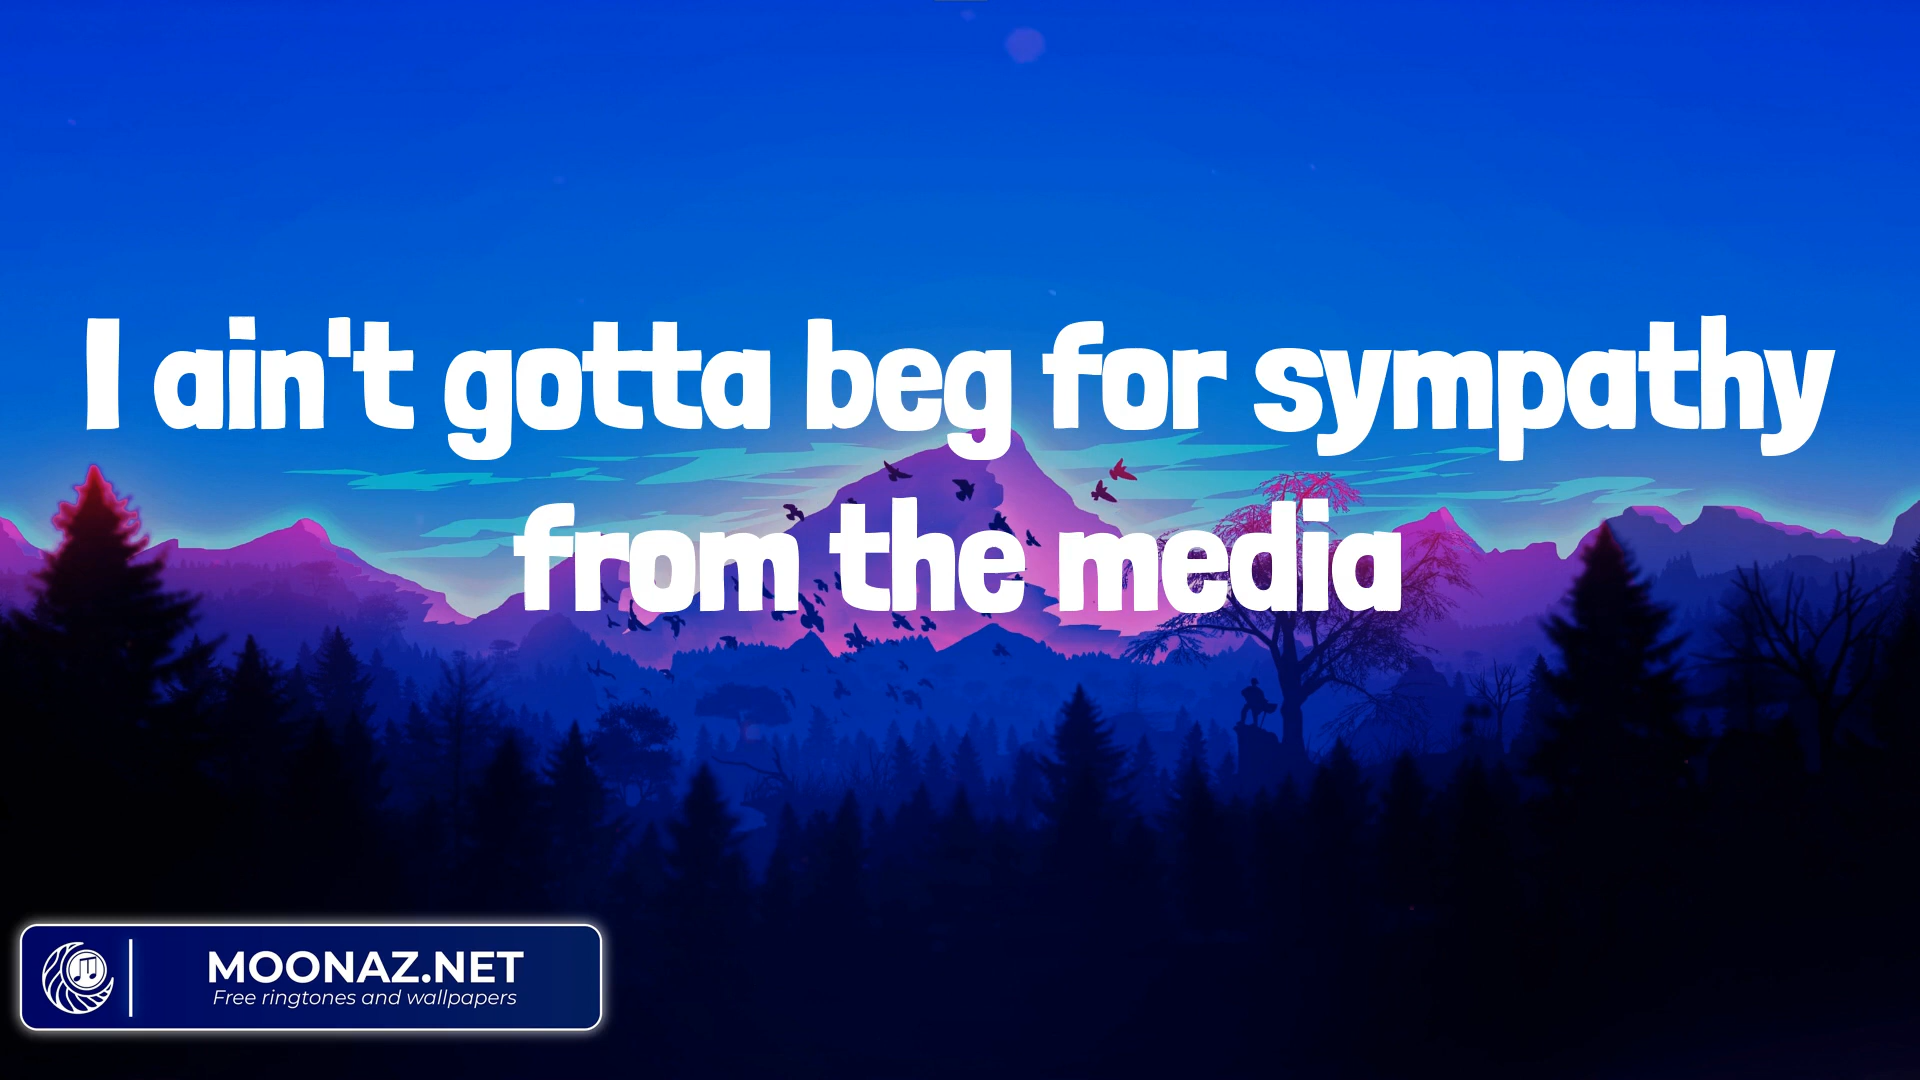 I ain't gotta beg for sympathy
from the media
MOONAZ.NET
Free ringtones and wallpapers